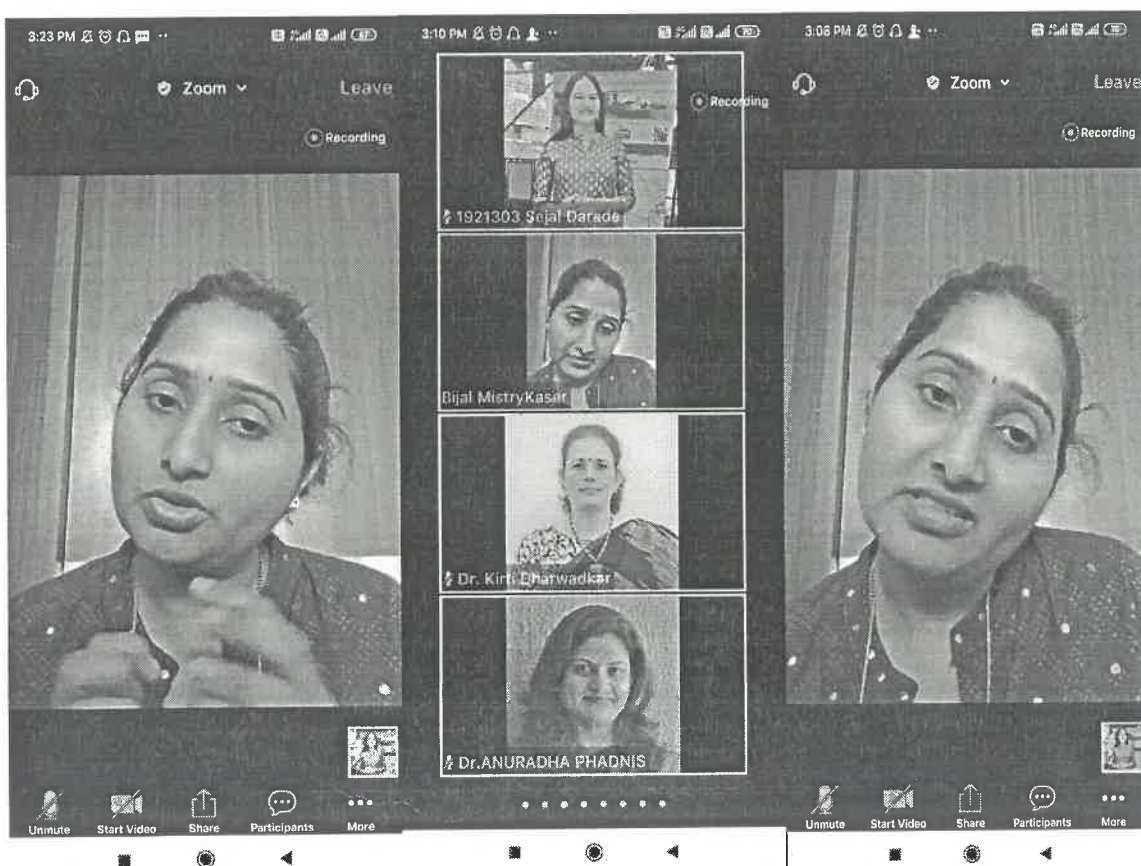 3:23 PM
67
Zoom
Leave
Recording
Unmute
Start Video
Share
Participants
More
3:10 PM
70
Recording
1921303 Sejal Darade
Bijal MistryKaser
Dr. Kirti Dharwadkar
Dr.ANURADHA PHADNIS
3:08 PM
Zoom
Leave
Recording
Unmute
Start Video
Share
Participants
More